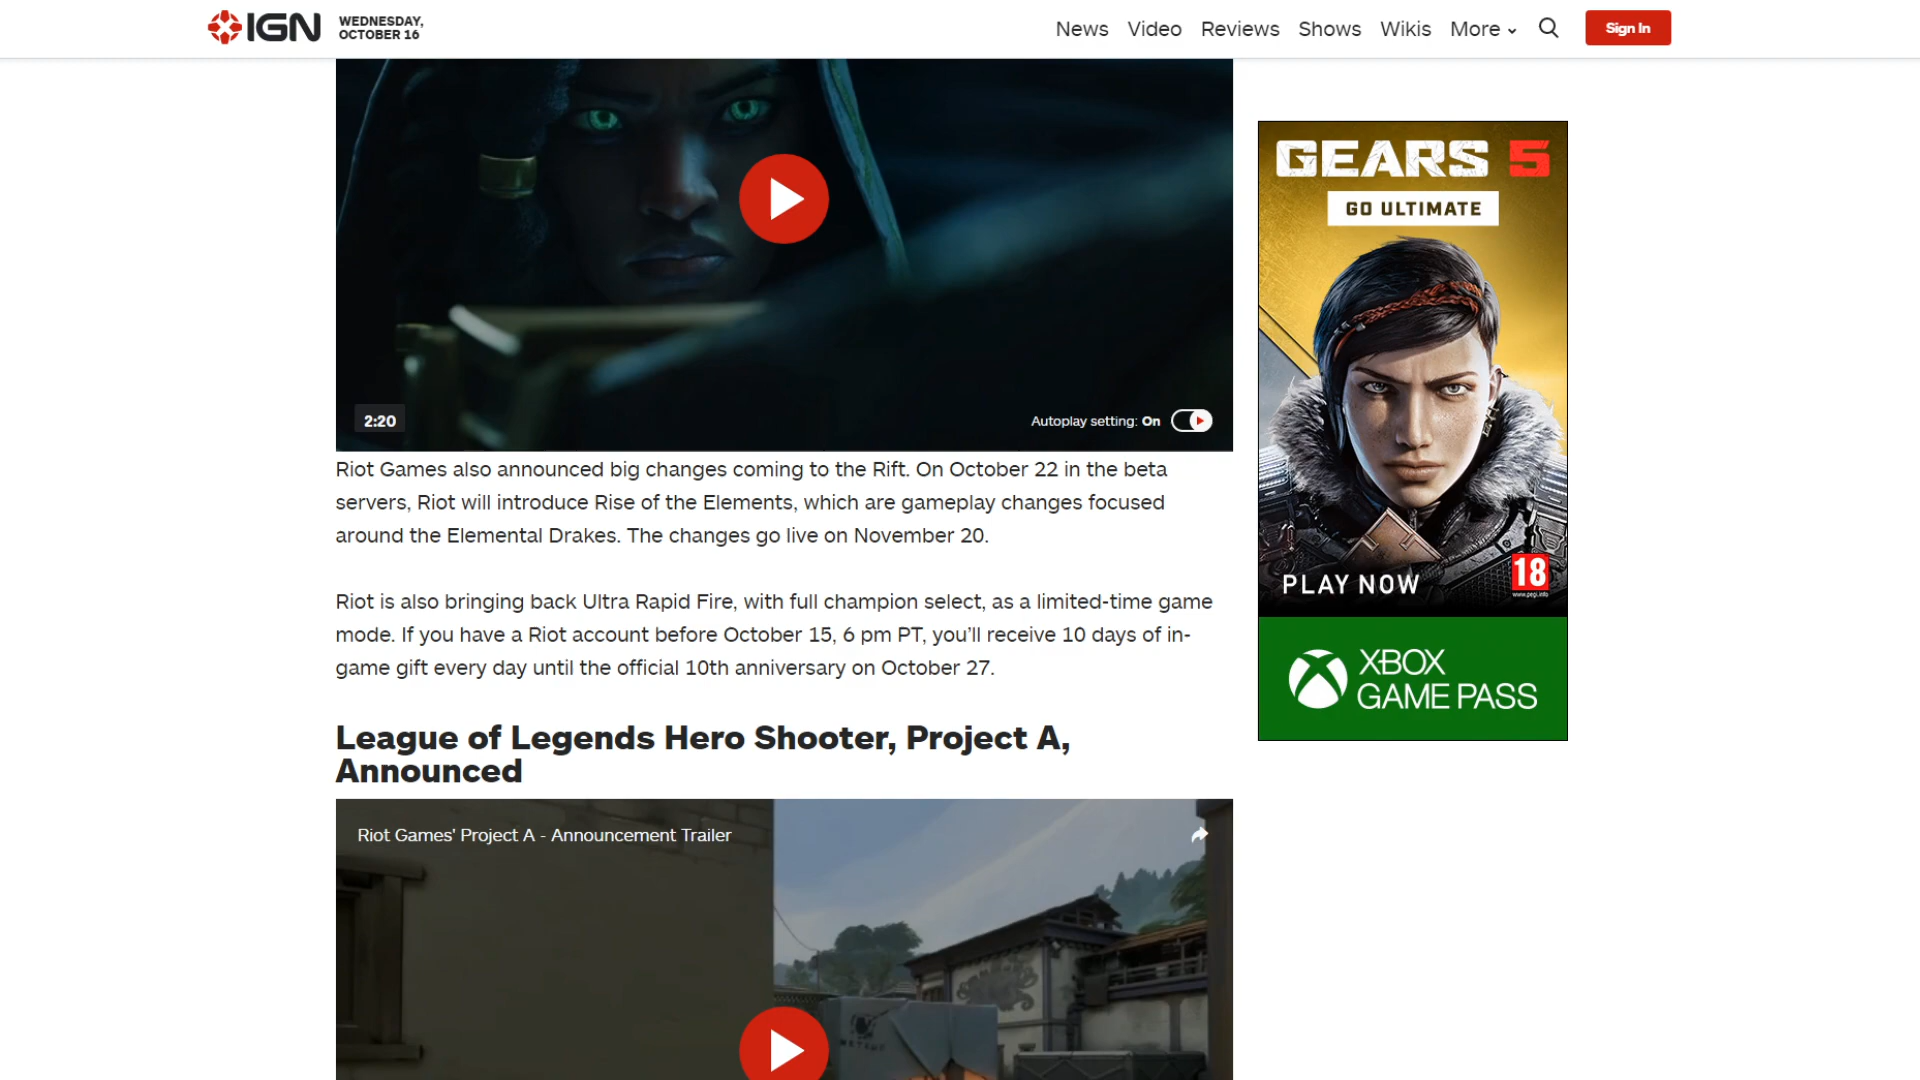 IGN
WEDNESDAY,
OCTOBER 16
News Video Reviews Shows Wikis More
Sign In
2:20
Autoplay setting: On
Riot Games also announced big changes coming to the Rift. On October 22 in the beta
servers, Riot will introduce Rise of the Elements, which are gameplay changes focused
around the Elemental Drakes. The changes go live on November 20.
Riot is also bringing back Ultra Rapid Fire, with full champion select, as a limited-time game
mode. If you have a Riot account before October 15, 6 pm PT, you’ll receive 10 days of in-
game gift every day until the official 10th anniversary on October 27.
League of Legends Hero Shooter, Project A,
Announced
Riot Games' Project A - Announcement Trailer
GEARS 5
GO ULTIMATE
PLAY NOW
18
www.pegi.info
XBOX
GAME PASS